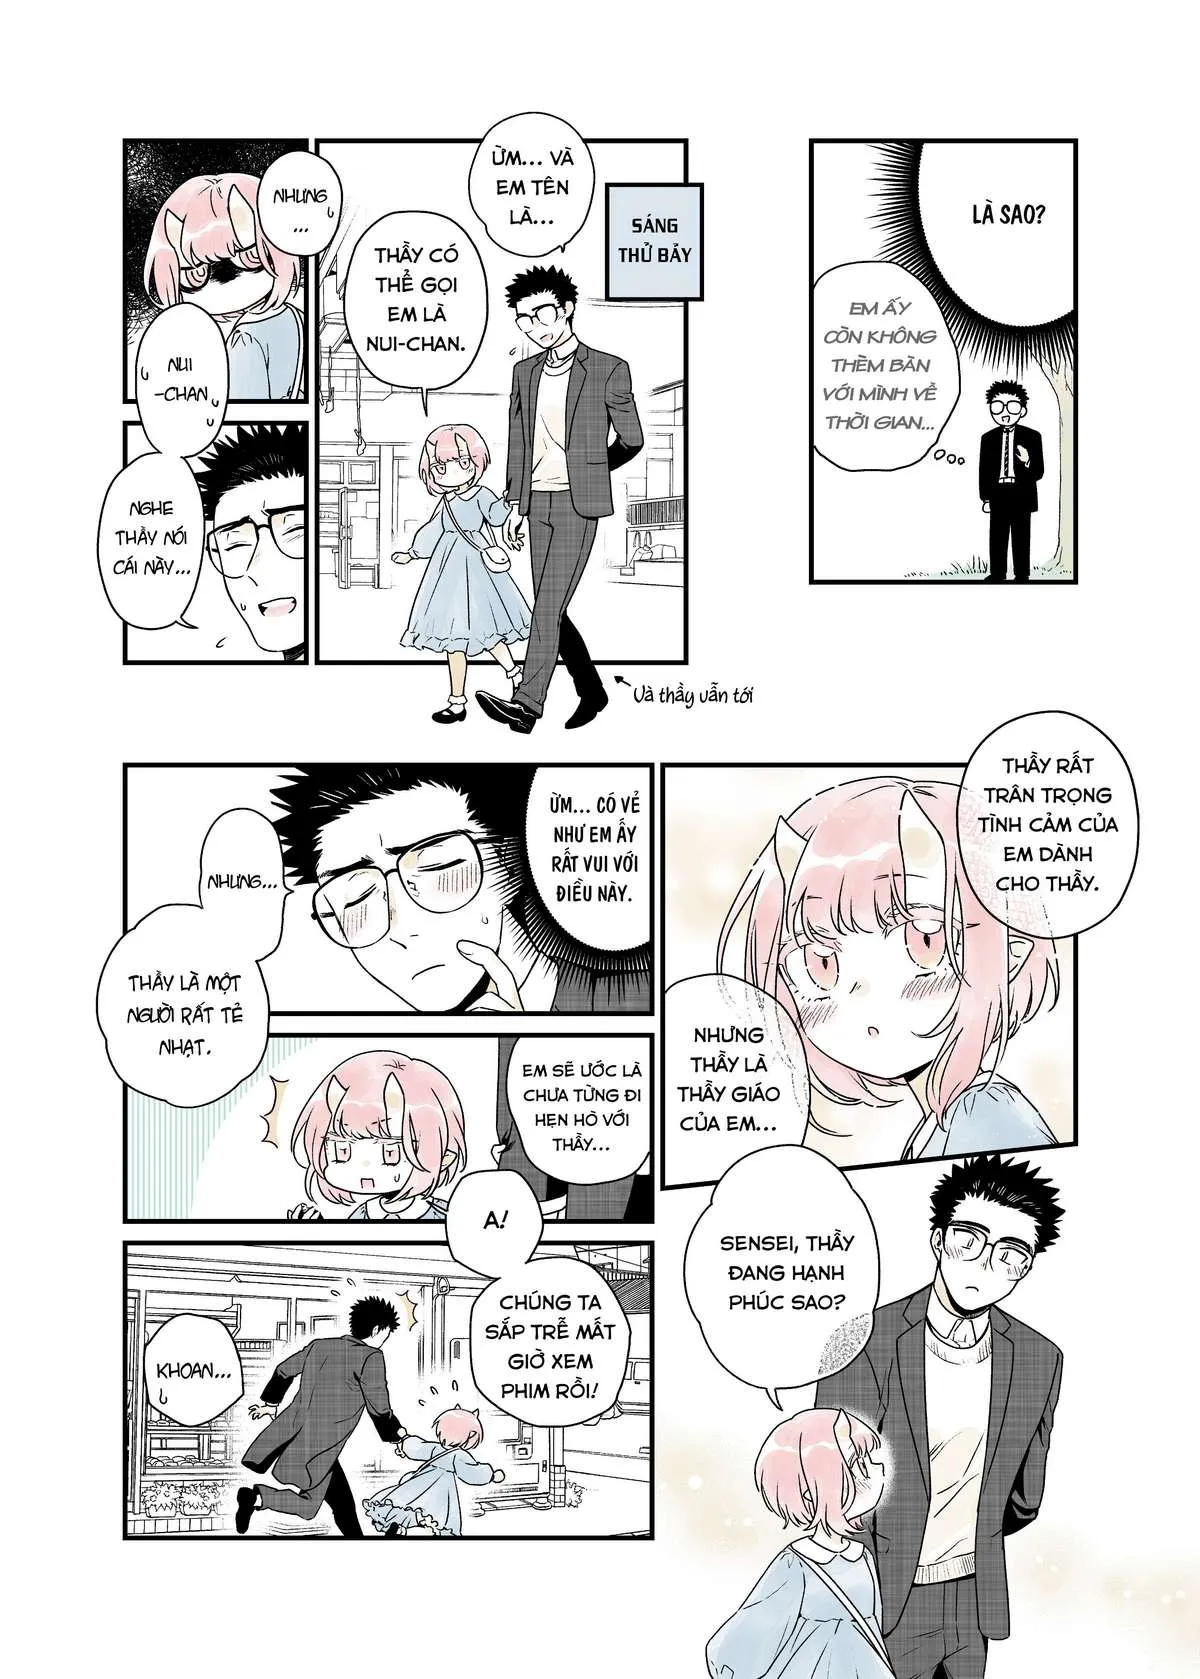 LÀ SAO?
EM ẤY
CÒN KHÔNG
THÈM BÀN
VỚI MÌNH VỀ
THỜI GIAN...
SÁNG
THỬ BẢY
ỪM... VÀ
EM TÊN
LÀ...
THẦY CÓ
THỂ GỌI
EM LÀ
NUI-CHAN.
Và thầy vẫn tới
NHƯNG
...
NUI
-CHAN
NGHE
THẦY NÓI
CÁI NÀY...
THẦY RẤT
TRÂN TRỌNG
TÌNH CẢM CỦA
EM DÀNH
CHO THẦY.
NHƯNG
THẦY LÀ
THẦY GIÁO
CỦA EM...
SENSEI, THẦY
ĐANG HẠNH
PHÚC SAO?
ỪM... CÓ VẺ
NHƯ EM ẤY
RẤT VUI VỚI
ĐIỀU NÀY.
NHƯNG...
THẦY LÀ MỘT
NGƯỜI RẤT TẺ
NHẠT.
EM SẼ ƯỚC LÀ
CHƯA TỪNG ĐI
HẸN HÒ VỚI
THẦY...
A!
CHÚNG TA
SẮP TRỄ MẤT
GIỜ XEM
PHIM RỒI!
KHOAN...